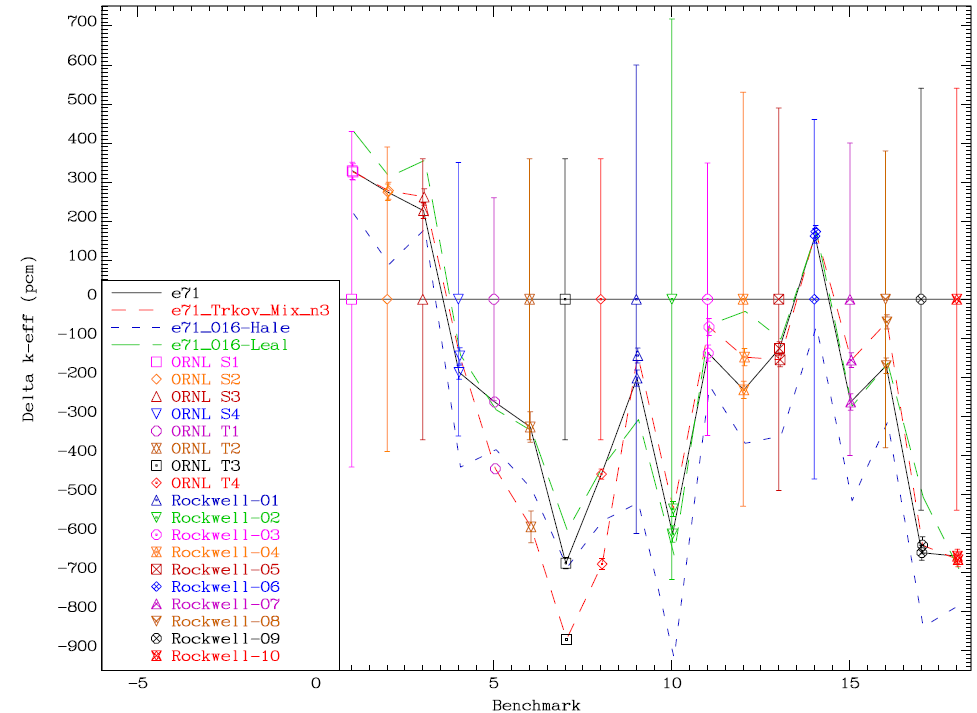 700
600
500
400
300
200
100
0
-100
-200
-300
-400
-500
-600
-700
-800
-900
Delta k-eff (pcm)
e71
e71_Trkov_Mix_n3
e71_O16-Hale
e71_O16-Leal
ORNL S1
ORNL S2
ORNL S3
ORNL S4
ORNL T1
ORNL T2
ORNL T3
ORNL T4
Rockwell-01
Rockwell-02
Rockwell-03
Rockwell-04
Rockwell-05
Rockwell-06
Rockwell-07
Rockwell-08
Rockwell-09
Rockwell-10
-5 0 5 10 15
Benchmark